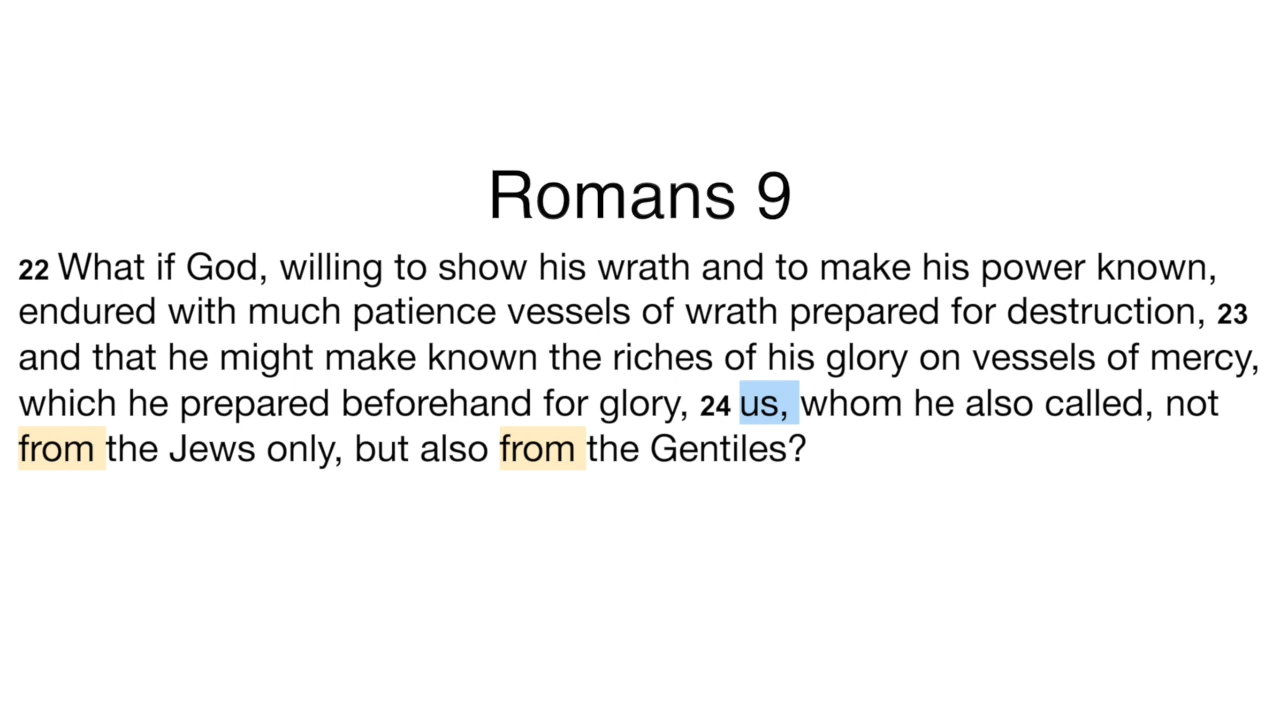 Romans 9
22 What if God, willing to show his wrath and to make his power known,
endured with much patience vessels of wrath prepared for destruction, 23
and that he might make known the riches of his glory on vessels of mercy,
which he prepared beforehand for glory, 24 us, whom he also called, not
from the Jews only, but also from the Gentiles?